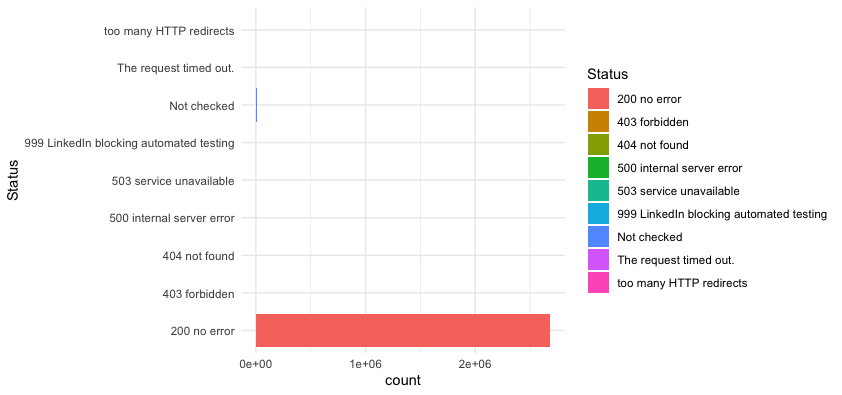 too many HTTP redirects
The request timed out.
Not checked
999 LinkedIn blocking automated testing
503 service unavailable
500 internal server error
404 not found
403 forbidden
200 no error
Status
0e+00 1e+06 2e+06
count
Status
200 no error
403 forbidden
404 not found
500 internal server error
503 service unavailable
999 LinkedIn blocking automated testing
Not checked
The request timed out.
too many HTTP redirects